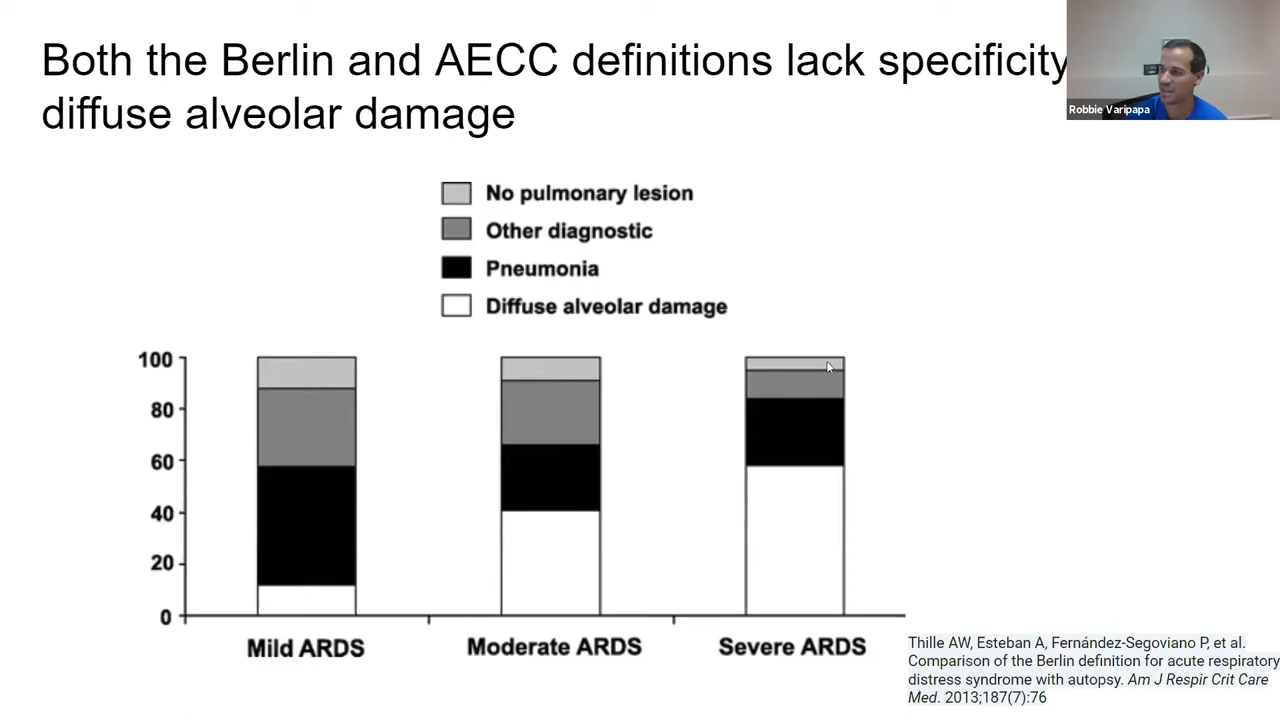 Both the Berlin and AECC definitions lack specificity
diffuse alveolar damage
Robbie Varipapa
No pulmonary lesion
Other diagnostic
Pneumonia
Diffuse alveolar damage
100
80
60
40
20
0
Mild ARDS
Moderate ARDS
Severe ARDS
Thille AW, Esteban A, Fernández-Segoviano P, et al.
Comparison of the Berlin definition for acute respiratory
distress syndrome with autopsy. Am J Respir Crit Care
Med. 2013;187(7):76